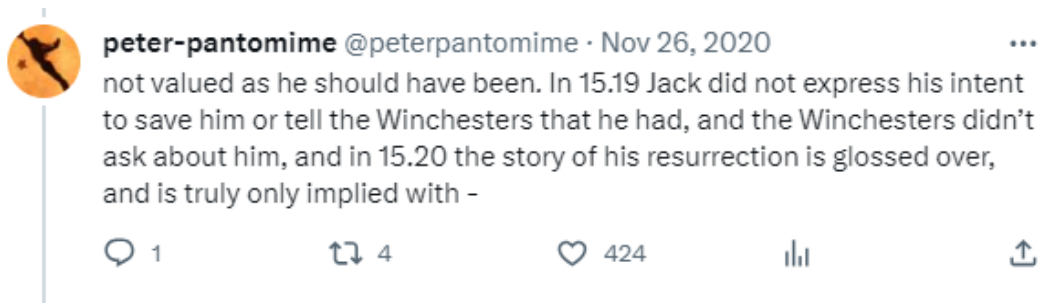 peter-pantomime @peterpantomime · Nov 26, 2020
not valued as he should have been. In 15.19 Jack did not express his intent
to save him or tell the Winchesters that he had, and the Winchesters didn’t
ask about him, and in 15.20 the story of his resurrection is glossed over,
and is truly only implied with -
1 4 424